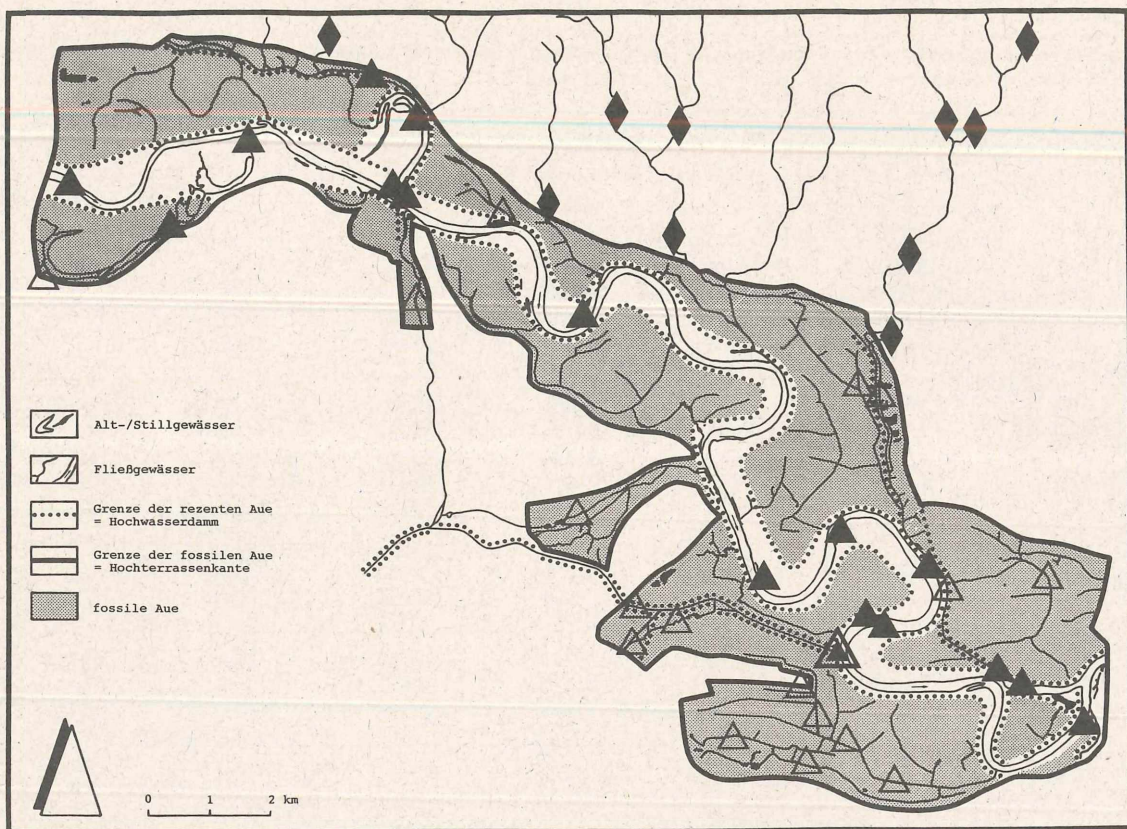 Alt-/Stillgewässer
Fließgewässer
Grenze der rezenten Aue
= Hochwasserdamm
Grenze der fossilen Aue
= Hochterrassenkante
fossile Aue
0 1 2 km